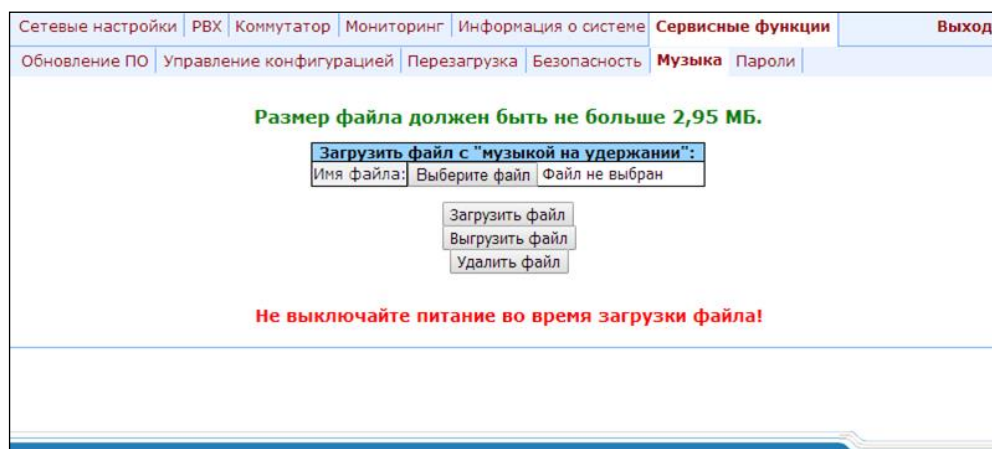 Сетевые настройки PBX Коммутатор Мониторинг Информация о системе Сервисные функции Выход
Обновление ПО Управление конфигурацией Перезагрузка Безопасность Музыка Пароли
Размер файла должен быть не больше 2,95 МБ.
Загрузить файл с "музыкой на удержании":
Имя файла: Выберите файл Файл не выбран
Загрузить файл
Выгрузить файл
Удалить файл
Не выключайте питание во время загрузки файла!